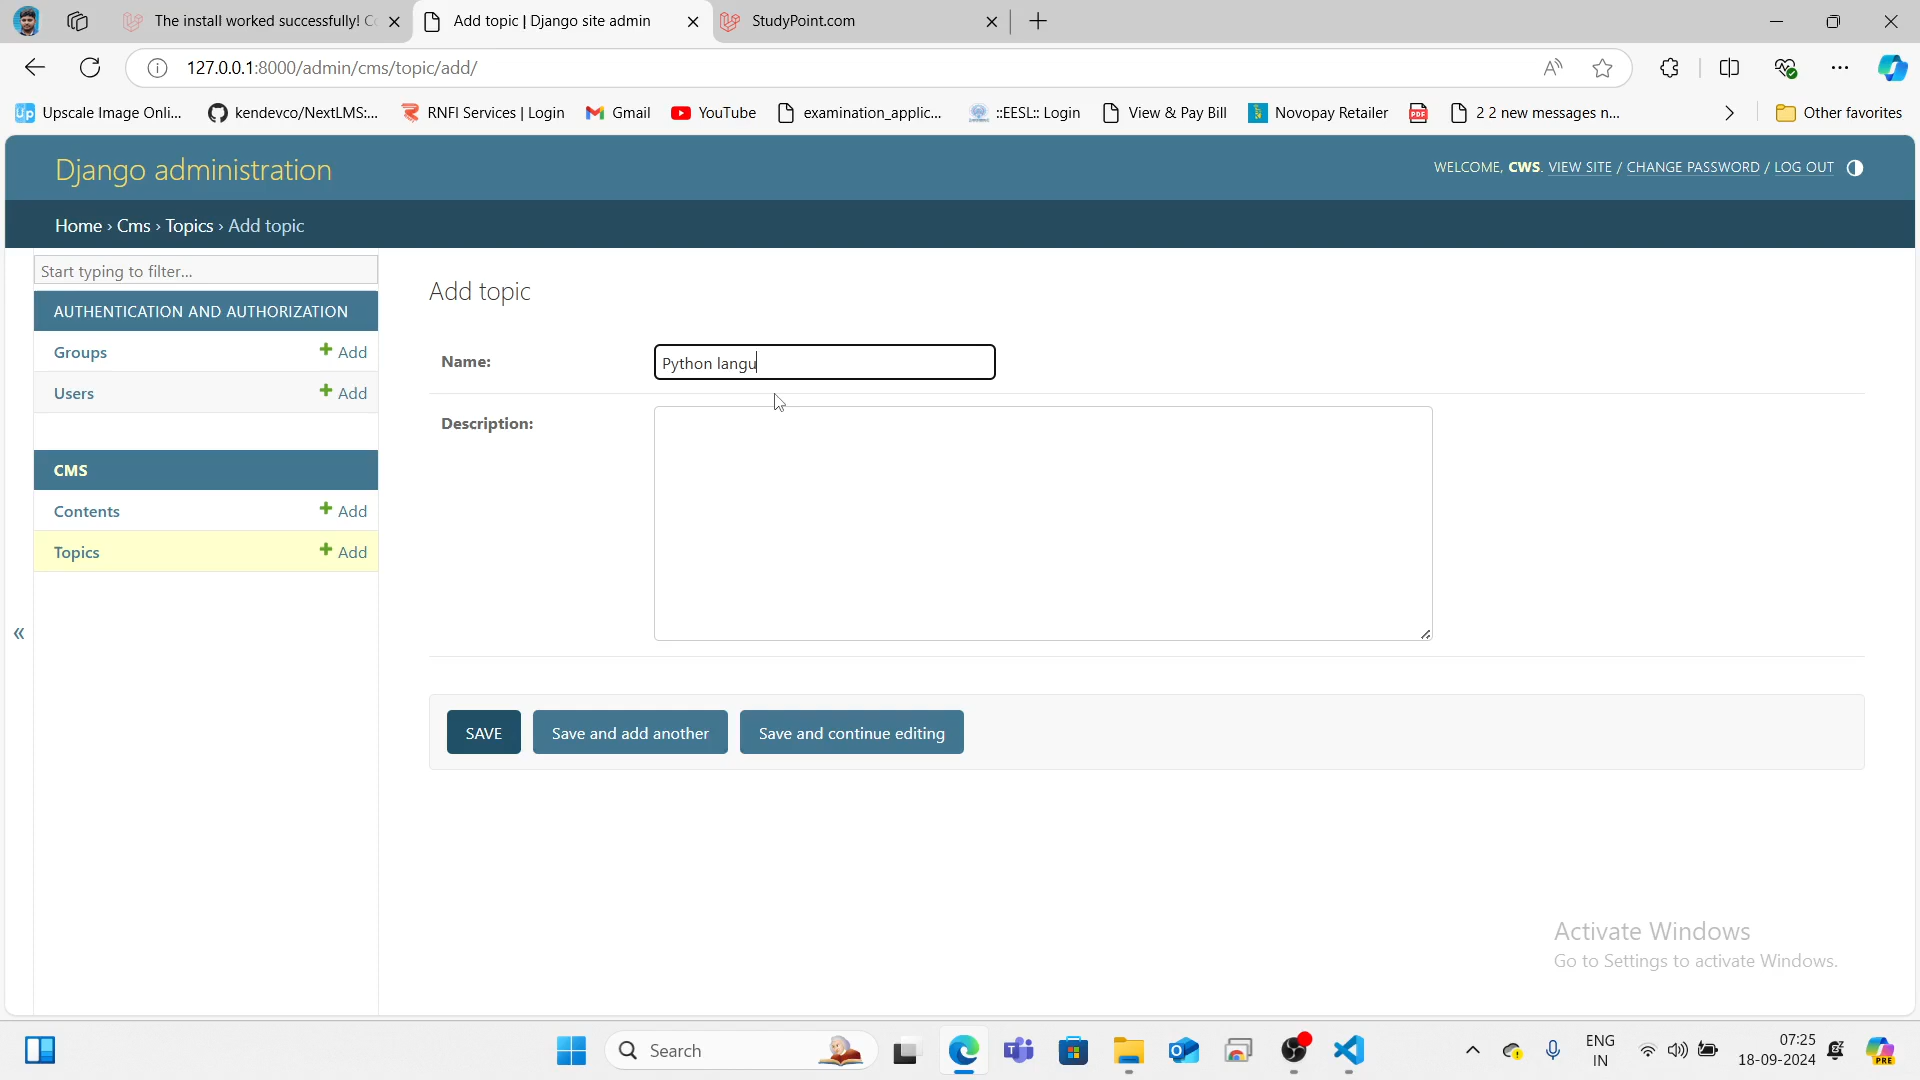 The install worked successfully! Co
Add topic | Django site admin
StudyPoint.com
127.0.0.1:8000/admin/cms/topic/add/
Upscale Image Onli...
kendevco/NextLMS:...
RNFI Services | Login
Gmail
YouTube
examination_applic...
::EESL:: Login
View & Pay Bill
Novopay Retailer
PDF
2 2 new messages n...
Other favorites
Django administration
WELCOME, CWS. VIEW SITE / CHANGE PASSWORD / LOG OUT
Home › Cms › Topics › Add topic
Start typing to filter...
AUTHENTICATION AND AUTHORIZATION
Groups
Add
Users
Add
CMS
Contents
Add
Topics
Add
«
Add topic
Name:
Python langu
Description:
SAVE
Save and add another
Save and continue editing
Activate Windows
Go to Settings to activate Windows.
Search
ENG
IN
07:25
18-09-2024
PRE